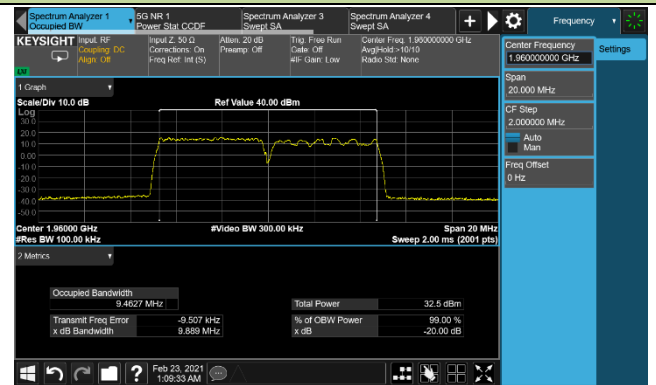 Spectrum Analyzer 1
Occupied BW
5G NR 1
Power Stat CCDF
Spectrum Analyzer 3
Swept SA
Spectrum Analyzer 4
Swept SA
Frequency
KEYSIGHT
Input: RF
Coupling: DC
Align: Off
Input Z: 50 Ω
Corrections: On
Freq Ref: Int (S)
Atten: 20 dB
Preamp: Off
Trig: Free Run
Gate: Off
#IF Gain: Low
Center Freq: 1.960000000 GHz
Avg|Hold:>10/10
Radio Std: None
LM
Center Frequency
1.960000000 GHz
Settings
Span
20.000 MHz
CF Step
2.000000 MHz
Auto
Man
Freq Offset
0 Hz
1 Graph
Scale/Div 10.0 dB
Ref Value 40.00 dBm
Log
30.0
20.0
10.0
0.00
-10.0
-20.0
-30.0
-40.0
-50.0
Center 1.96000 GHz
#Video BW 300.00 kHz
Span 20 MHz
#Res BW 100.00 kHz
Sweep 2.00 ms (2001 pts)
2 Metrics
Occupied Bandwidth
9.4627 MHz
Total Power
32.5 dBm
Transmit Freq Error
-9.507 kHz
% of OBW Power
99.00 %
x dB Bandwidth
9.889 MHz
x dB
-20.00 dB
?
Feb 23, 2021
1:09:33 AM